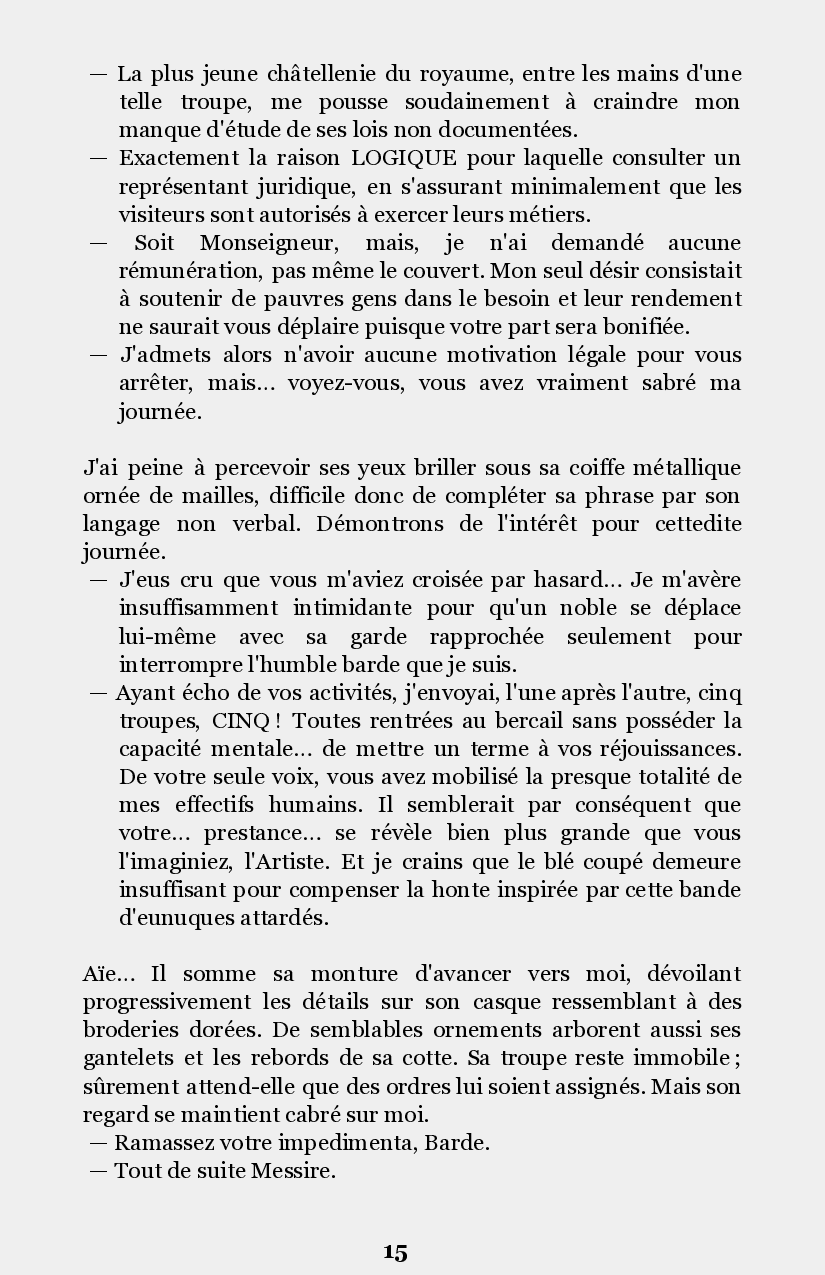 — La plus jeune châtellenie du royaume, entre les mains d'une
telle troupe, me pousse soudainement à craindre mon
manque d'étude de ses lois non documentées.
— Exactement la raison LOGIQUE pour laquelle consulter un
représentant juridique, en s'assurant minimalement que les
visiteurs sont autorisés à exercer leurs métiers.
— Soit Monseigneur, mais, je n'ai demandé aucune
rémunération, pas même le couvert. Mon seul désir consistait
à soutenir de pauvres gens dans le besoin et leur rendement
ne saurait vous déplaire puisque votre part sera bonifiée.
— J'admets alors n'avoir aucune motivation légale pour vous
arrêter, mais... voyez-vous, vous avez vraiment sabré ma
journée.
J'ai peine à percevoir ses yeux briller sous sa coiffe métallique
ornée de mailles, difficile donc de compléter sa phrase par son
langage non verbal. Démontrons de l'intérêt pour cettedite
journée.
— J'eus cru que vous m'aviez croisée par hasard... Je m'avère
insuffisamment intimidante pour qu'un noble se déplace
lui-même avec sa garde rapprochée seulement pour
interrompre l'humble barde que je suis.
— Ayant écho de vos activités, j'envoyai, l'une après l'autre, cinq
troupes, CINQ ! Toutes rentrées au bercail sans posséder la
capacité mentale... de mettre un terme à vos réjouissances.
De votre seule voix, vous avez mobilisé la presque totalité de
mes effectifs humains. Il semblerait par conséquent que
votre... prestance... se révèle bien plus grande que vous
l'imaginiez, l'Artiste. Et je crains que le blé coupé demeure
insuffisant pour compenser la honte inspirée par cette bande
d'eunuques attardés.
Aïe... Il somme sa monture d'avancer vers moi, dévoilant
progressivement les détails sur son casque ressemblant à des
broderies dorées. De semblables ornements arborent aussi ses
gantelets et les rebords de sa cotte. Sa troupe reste immobile ;
sûrement attend-elle que des ordres lui soient assignés. Mais son
regard se maintient cabré sur moi.
— Ramassez votre impedimenta, Barde.
— Tout de suite Messire.
15